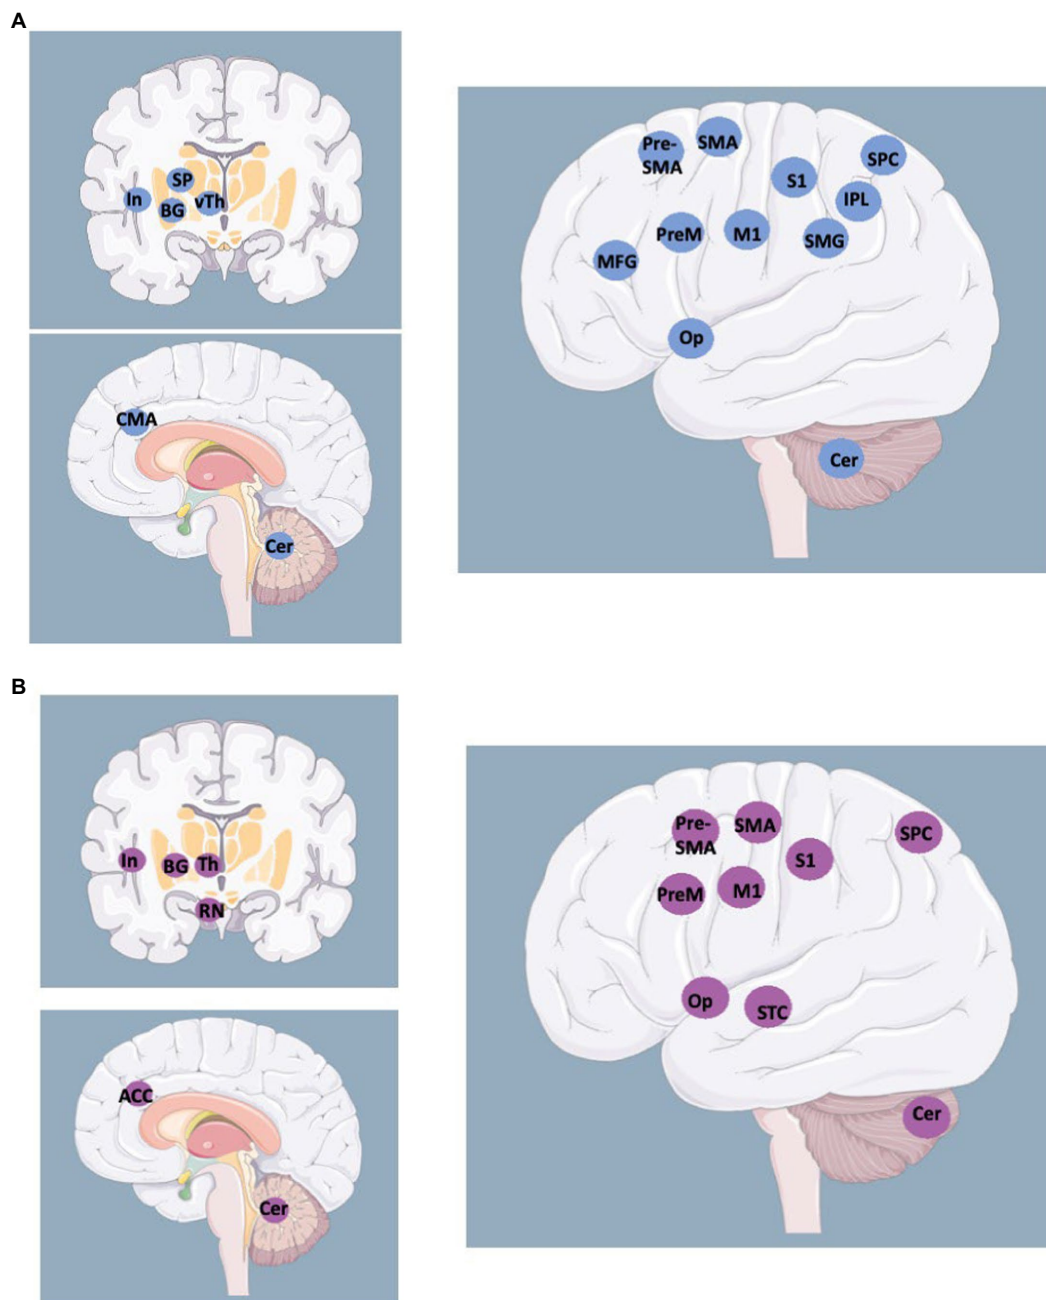 A
SP
In
BG
vTh
CMA
Cer
Pre-
SMA
SMA
S1
SPC
IPL
PreM
M1
SMG
MFG
Op
Cer
B
In
BG
Th
RN
ACC
Cer
Pre-
SMA
SMA
S1
SPC
PreM
M1
Op
STC
Cer